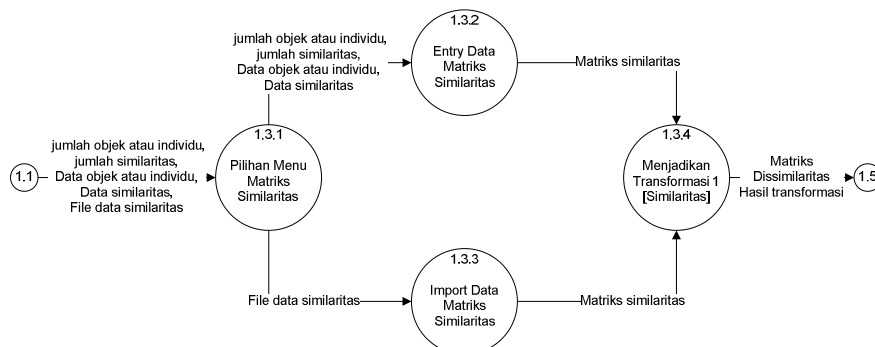 1.3.2
Entry Data
Matriks
Similaritas
jumlah objek atau individu,
jumlah similaritas,
Data objek atau individu,
Data similaritas
Matriks similaritas
1.1
jumlah objek atau individu,
jumlah similaritas,
Data objek atau individu,
Data similaritas,
File data similaritas
1.3.1
Pilihan Menu
Matriks
Similaritas
1.3.4
Menjadikan
Transformasi 1
[Similaritas]
Matriks
Dissimilaritas
Hasil transformasi
1.5
File data similaritas
1.3.3
Import Data
Matriks
Similaritas
Matriks similaritas